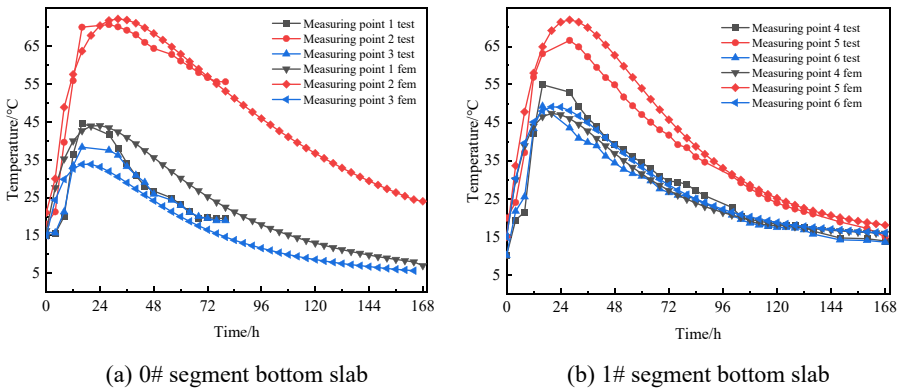 Measuring point 1 test
Measuring point 2 test
Measuring point 3 test
Measuring point 1 fem
Measuring point 2 fem
Measuring point 3 fem
Temperature/°C
65
55
45
35
25
15
5
0 24 48 72 96 120 144 168
Time/h
(a) 0# segment bottom slab
Measuring point 4 test
Measuring point 5 test
Measuring point 6 test
Measuring point 4 fem
Measuring point 5 fem
Measuring point 6 fem
Temperature/°C
65
55
45
35
25
15
5
0 24 48 72 96 120 144 168
Time/h
(b) 1# segment bottom slab